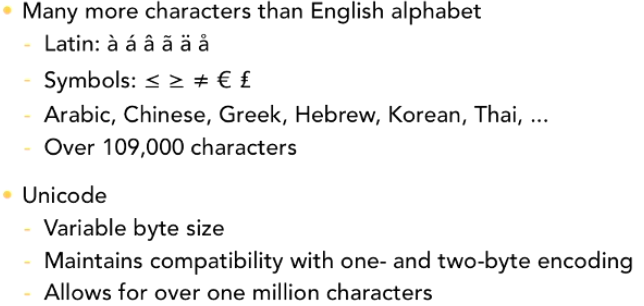 • Many more characters than English alphabet
- Latin: à á â ã ä å
- Symbols: ≤ ≥ ≠ € ₤
- Arabic, Chinese, Greek, Hebrew, Korean, Thai, ...
- Over 109,000 characters
• Unicode
- Variable byte size
- Maintains compatibility with one- and two-byte encoding
- Allows for over one million characters